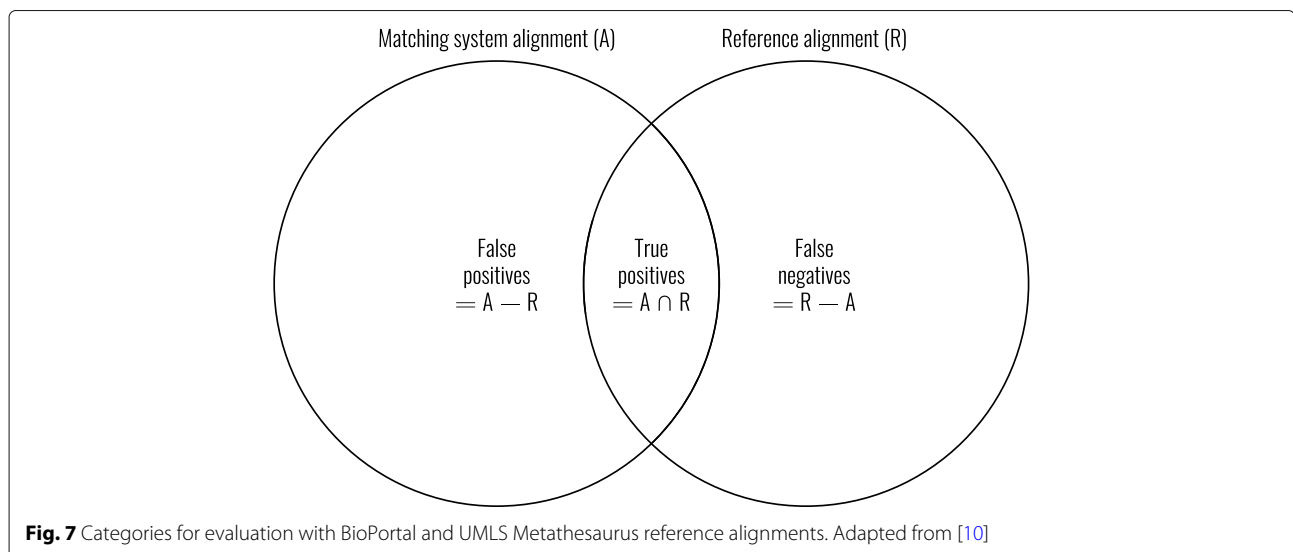 Matching system alignment (A)
Reference alignment (R)
False
positives
= A − R
True
positives
= A ∩ R
False
negatives
= R − A
Fig. 7 Categories for evaluation with BioPortal and UMLS Metathesaurus reference alignments. Adapted from [10]